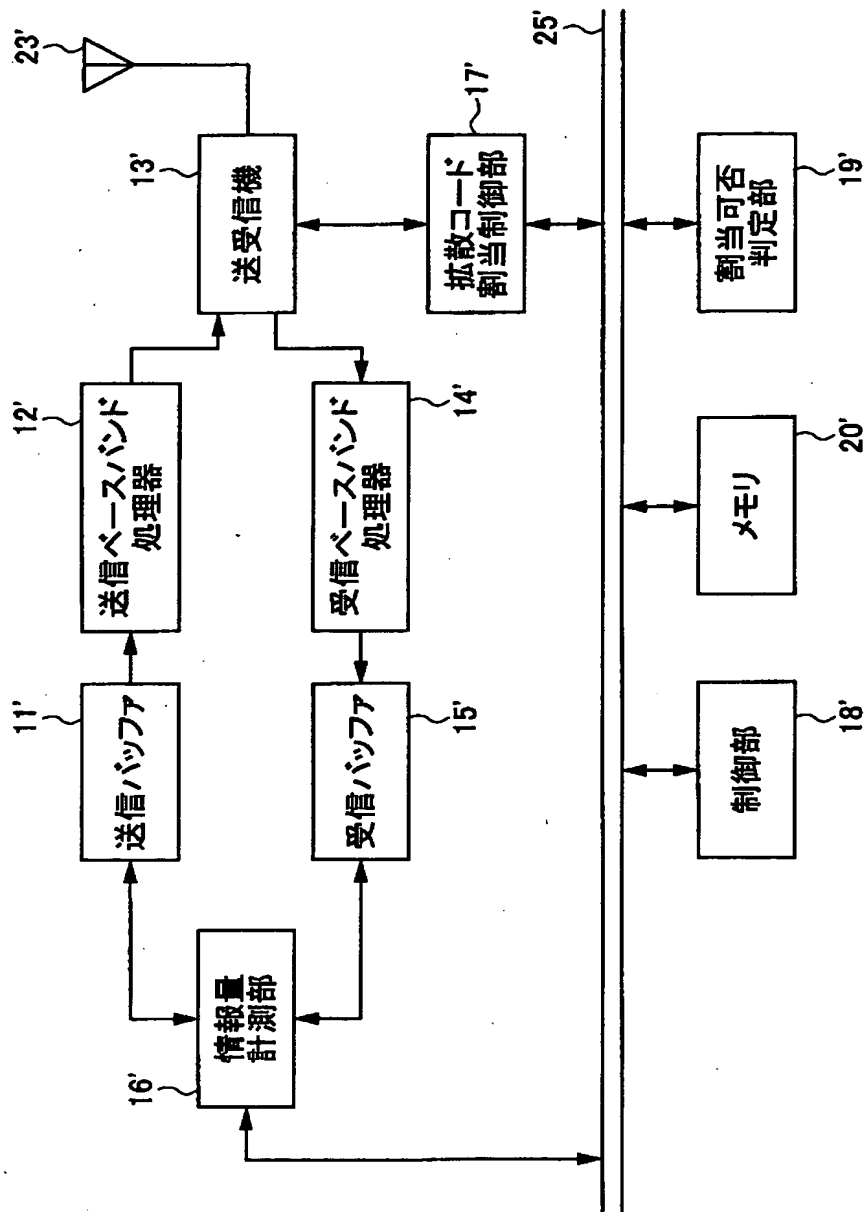 23'
13'
送受信機
17'
拡散コード
割当制御部
25'
12'
送信ベースバンド
処理器
14'
受信ベースバンド
処理器
19'
割当可否
判定部
11'
送信バッファ
15'
受信バッファ
20'
メモリ
16'
情報量
計測部
18'
制御部